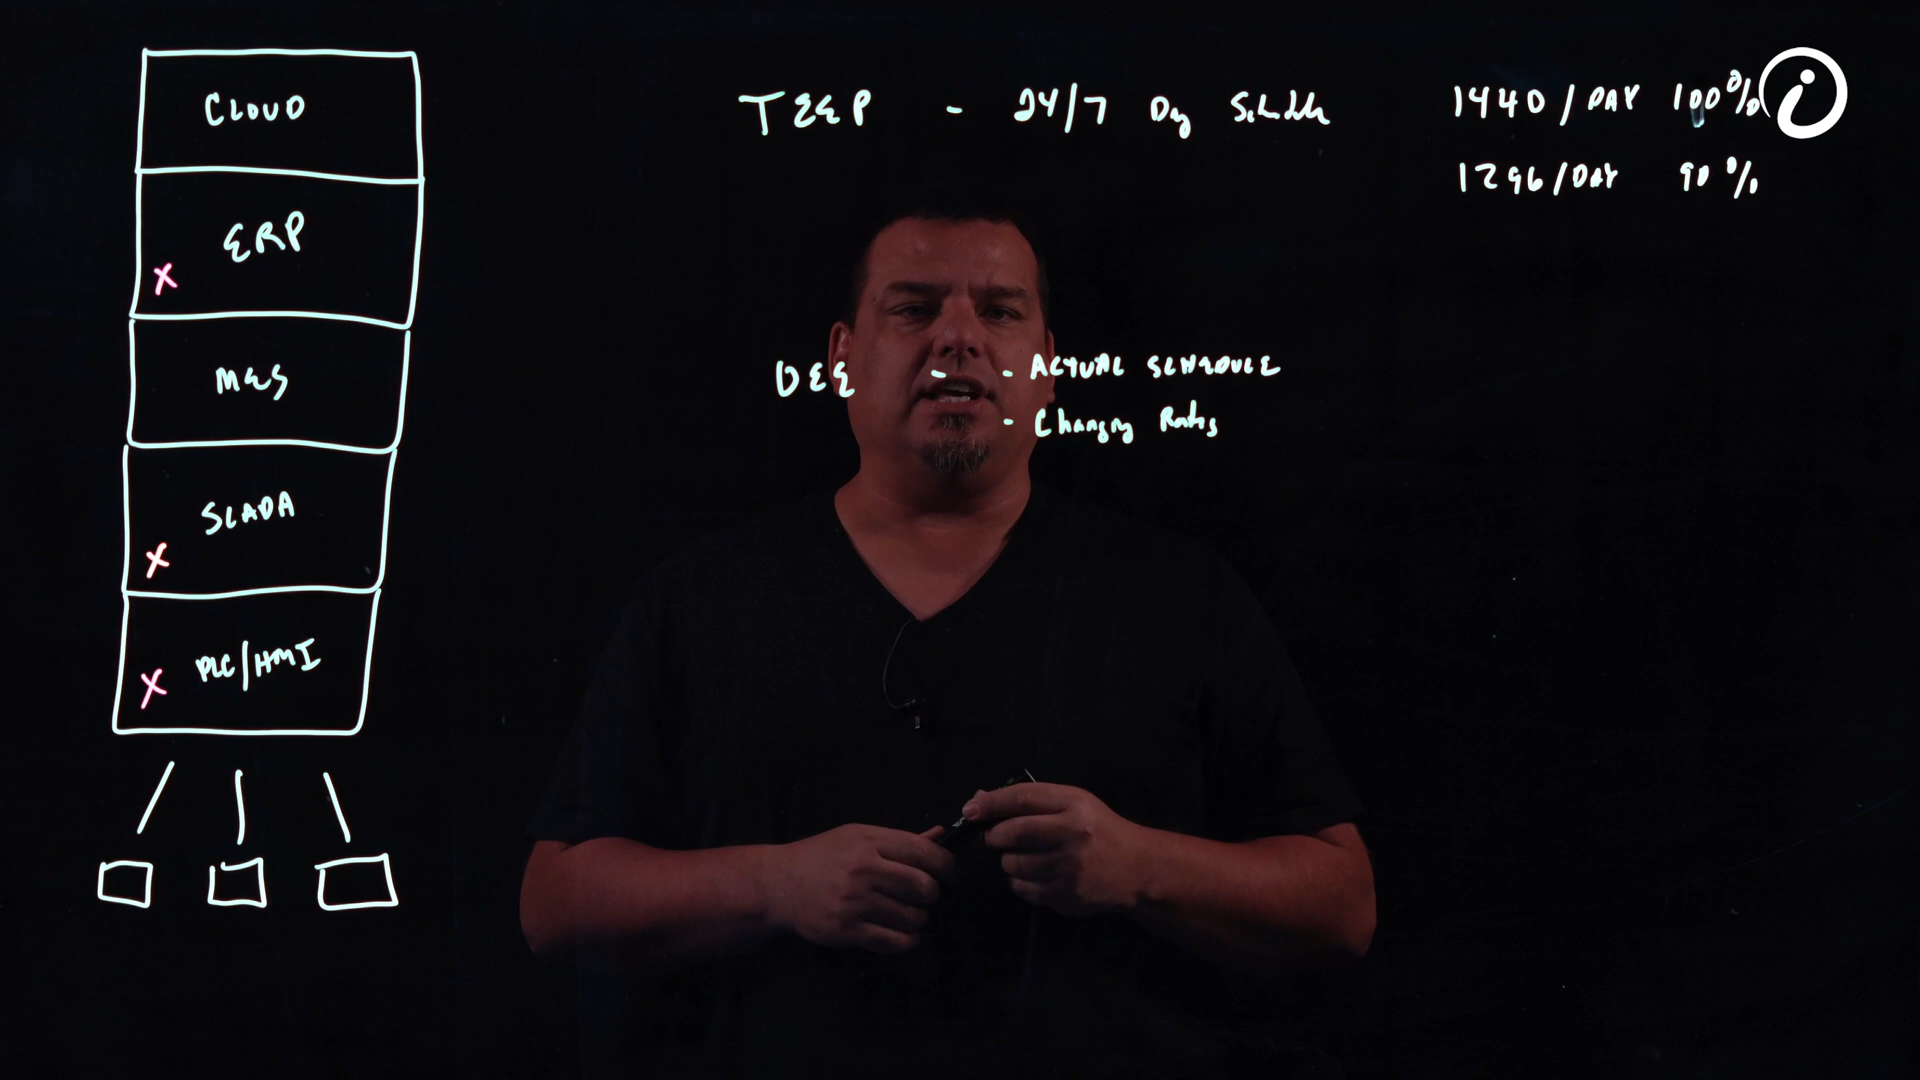 CLOUD
ERP
X
MES
SCADA
X
PLC/HMI
X
TEEP - 24/7 Day Schedule
1440/DAY 100%
1296/DAY 90%
OEE - - ACTUAL SCHEDULE
- Changing Rates